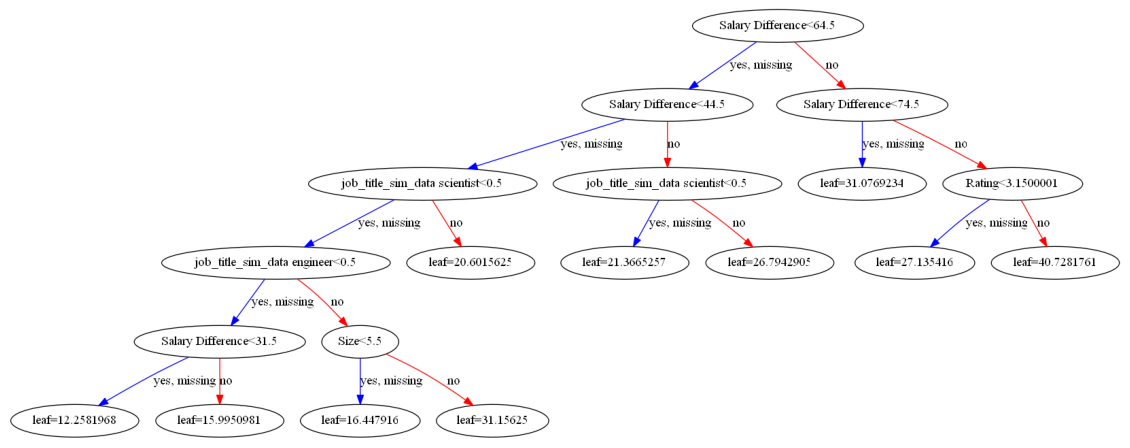 Salary Difference<64.5
yes, missing
no
Salary Difference<44.5
Salary Difference<74.5
yes, missing
no
yes, missing
no
job_title_sim_data scientist<0.5
job_title_sim_data scientist<0.5
leaf=31.0769234
Rating<3.1500001
yes, missing
no
yes, missing
no
yes, missing
no
job_title_sim_data engineer<0.5
leaf=20.6015625
leaf=21.3665257
leaf=26.7942905
leaf=27.135416
leaf=40.7281761
yes, missing
no
Salary Difference<31.5
Size<5.5
yes, missing
no
yes, missing
no
leaf=12.2581968
leaf=15.9950981
leaf=16.447916
leaf=31.15625